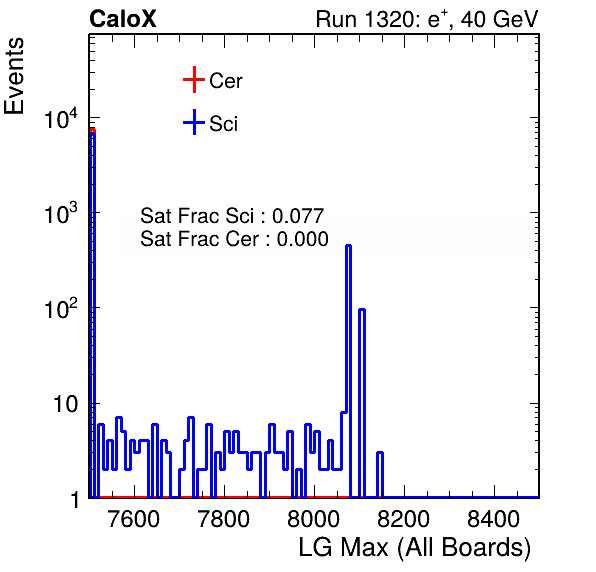 CaloX Run 1320: e⁺, 40 GeV
Events
Cer
Sci
10⁴
10³
Sat Frac Sci : 0.077
Sat Frac Cer : 0.000
10²
10
1
7600 7800 8000 8200 8400
LG Max (All Boards)